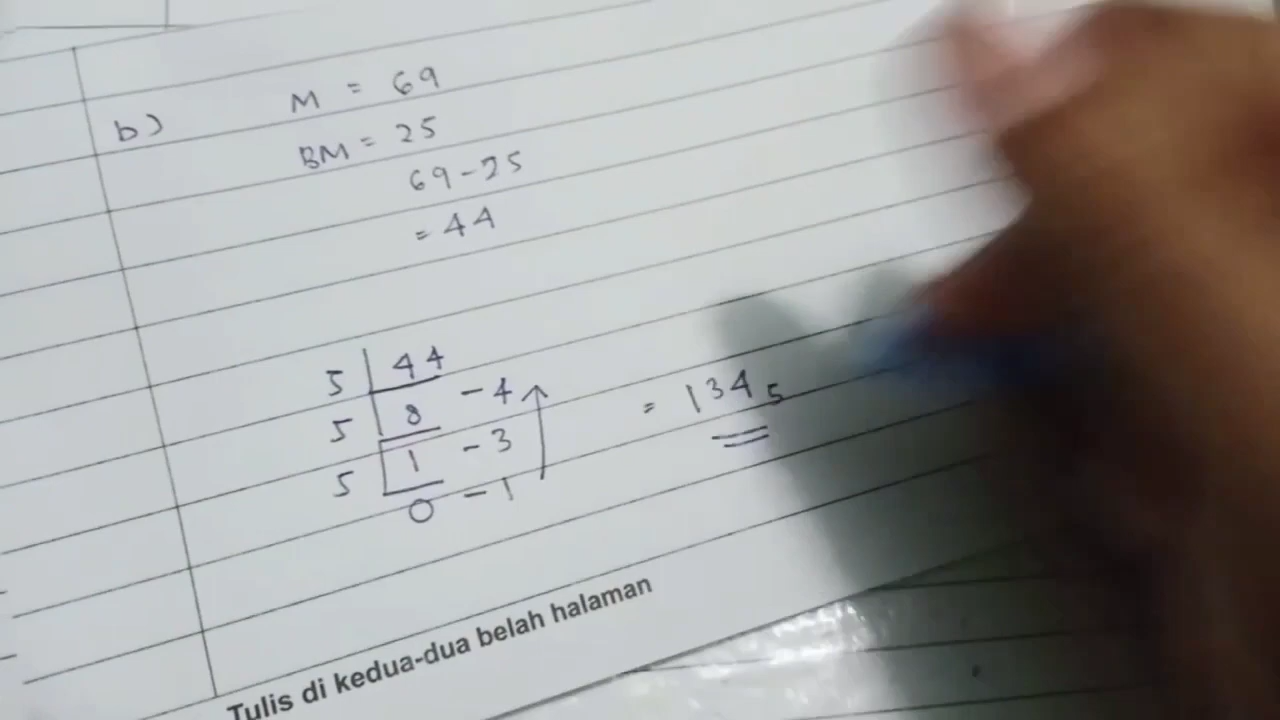 b) M = 69
BM = 25
69-25
= 44
5 | 44
5 | 8 - 4
5 | 1 - 3
0 - 1
= 134₅
Tulis di kedua-dua belah halaman